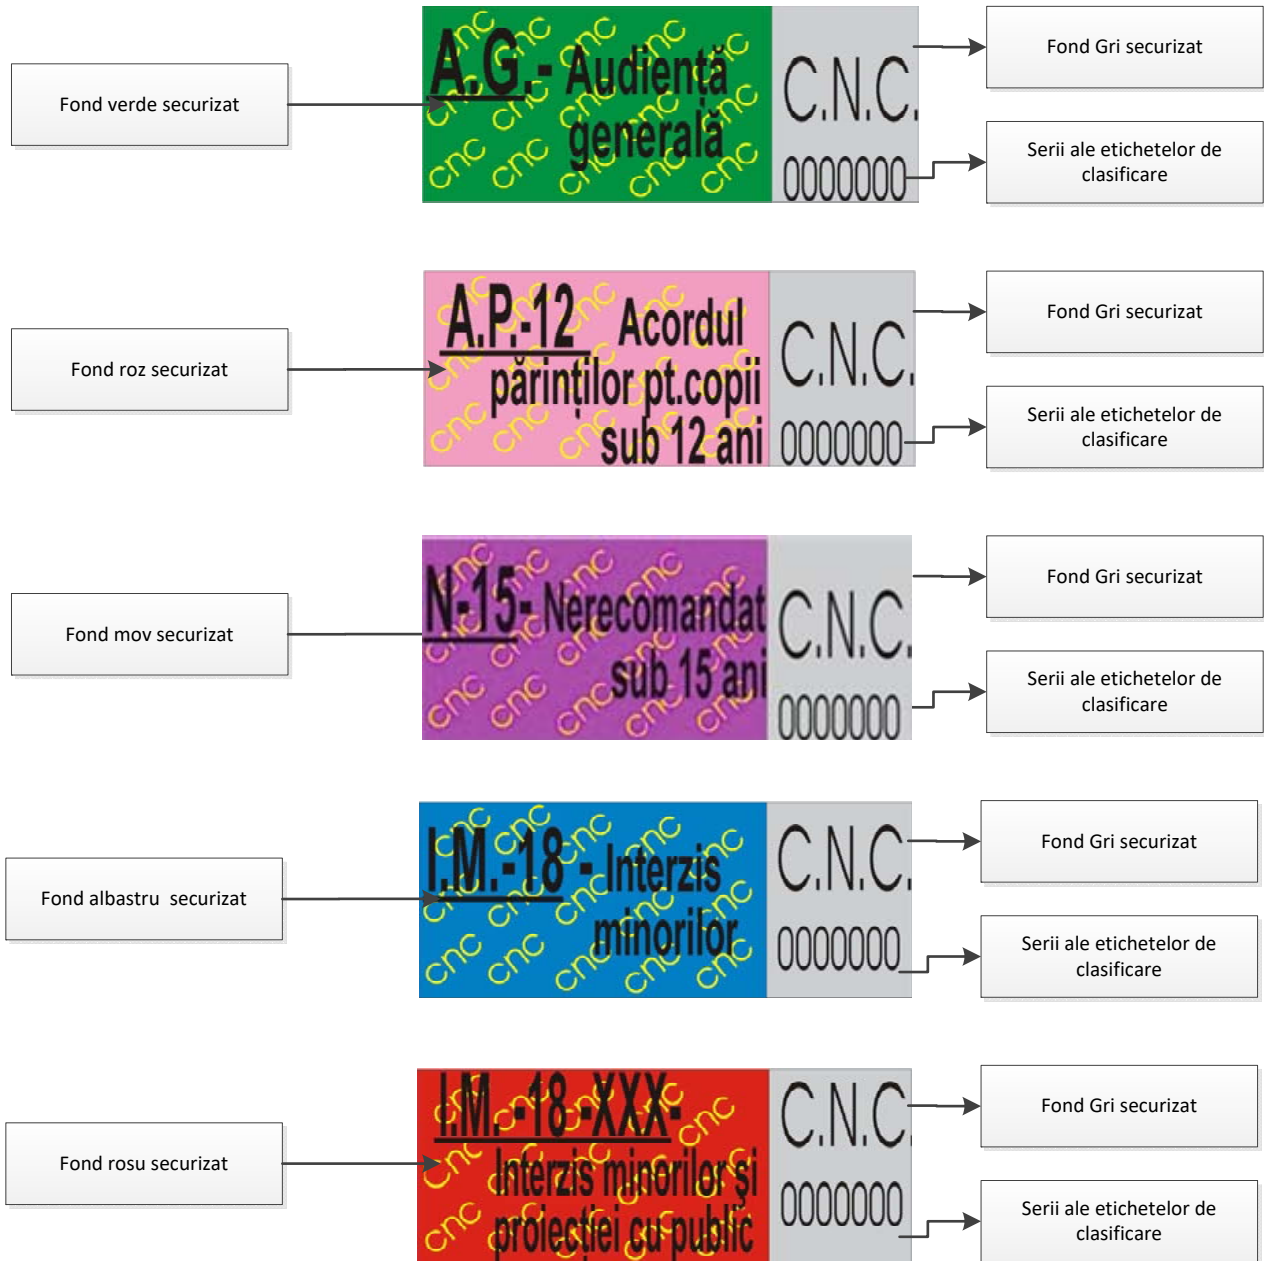 Fond verde securizat
A.G.- Audiență
generală
C.N.C.
0000000
Fond Gri securizat
Serii ale etichetelor de
clasificare
Fond roz securizat
A.P.-12 Acordul
părinților pt.copii
sub 12 ani
C.N.C.
0000000
Fond Gri securizat
Serii ale etichetelor de
clasificare
Fond mov securizat
N-15- Nerecomandat
sub 15 ani
C.N.C.
0000000
Fond Gri securizat
Serii ale etichetelor de
clasificare
Fond albastru securizat
I.M.-18 - Interzis
minorilor
C.N.C.
0000000
Fond Gri securizat
Serii ale etichetelor de
clasificare
Fond rosu securizat
I.M.-18-XXX-
Interzis minorilor și
proiecției cu public
C.N.C.
0000000
Fond Gri securizat
Serii ale etichetelor de
clasificare